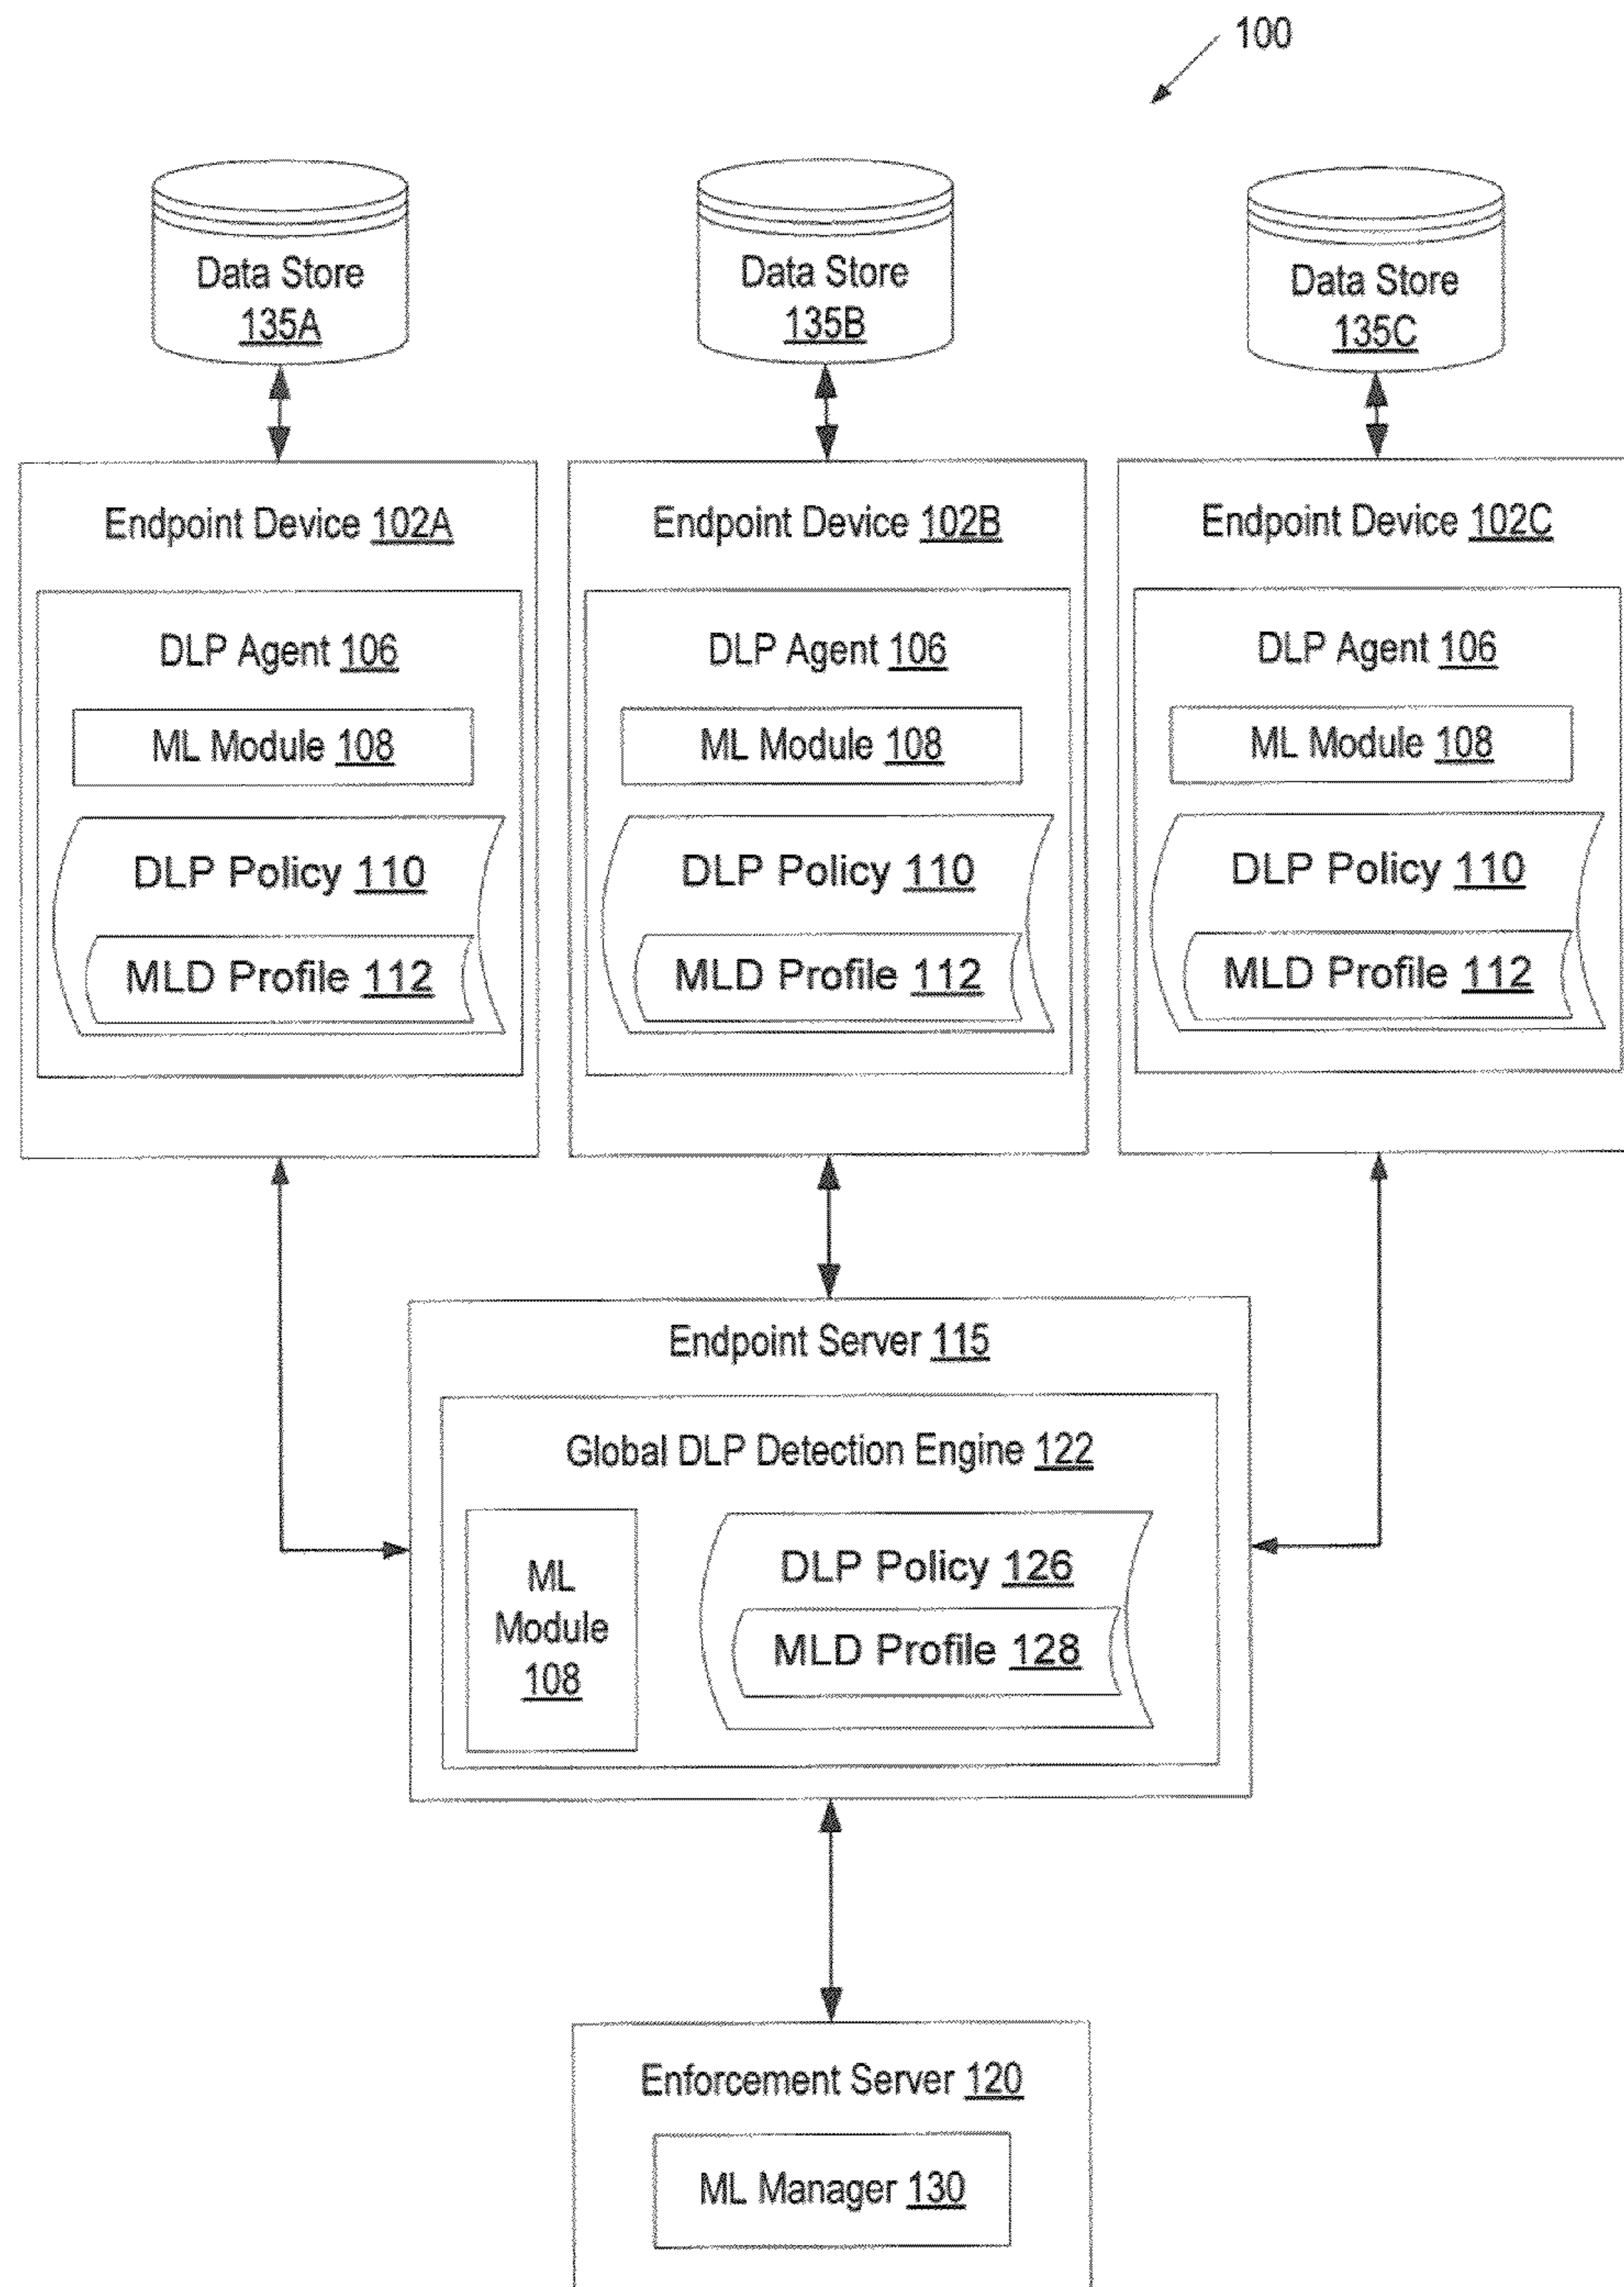 100
Data Store
135A
Data Store
135B
Data Store
135C
Endpoint Device 102A
DLP Agent 106
ML Module 108
DLP Policy 110
MLD Profile 112
Endpoint Device 102B
DLP Agent 106
ML Module 108
DLP Policy 110
MLD Profile 112
Endpoint Device 102C
DLP Agent 106
ML Module 108
DLP Policy 110
MLD Profile 112
Endpoint Server 115
Global DLP Detection Engine 122
ML
Module
108
DLP Policy 126
MLD Profile 128
Enforcement Server 120
ML Manager 130